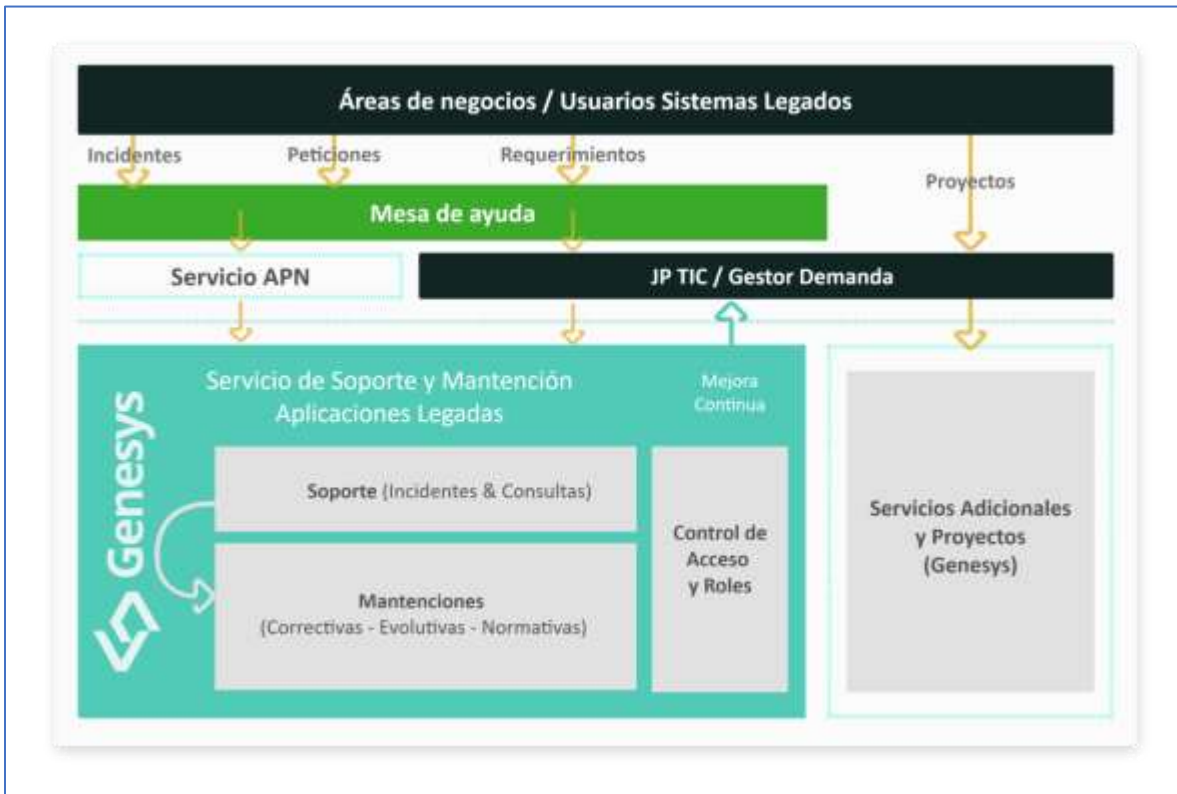 Áreas de negocios / Usuarios Sistemas Legados
Incidentes
Peticiones
Requerimientos
Proyectos
Mesa de ayuda
Servicio APN
JP TIC / Gestor Demanda
Genesys
Servicio de Soporte y Mantención
Aplicaciones Legadas
Mejora
Continua
Soporte (Incidentes & Consultas)
Mantenciones
(Correctivas - Evolutivas - Normativas)
Control de
Acceso
y Roles
Servicios Adicionales
y Proyectos
(Genesys)